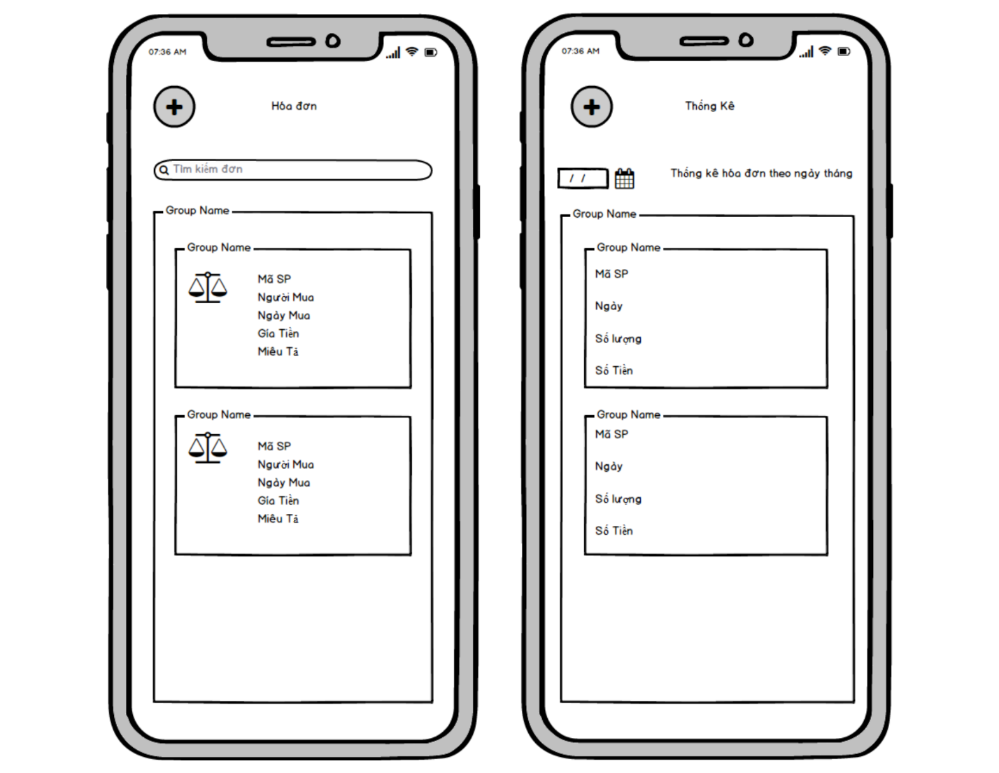 07:36 AM
Hóa đơn
Tìm kiếm đơn
Group Name
Group Name
Mã SP
Người Mua
Ngày Mua
Gía Tiền
Miêu Tả
Group Name
Mã SP
Người Mua
Ngày Mua
Gía Tiền
Miêu Tả
07:36 AM
Thống Kê
/ /
Thống kê hóa đơn theo ngày tháng
Group Name
Group Name
Mã SP
Ngày
Số lượng
Số Tiền
Group Name
Mã SP
Ngày
Số lượng
Số Tiền